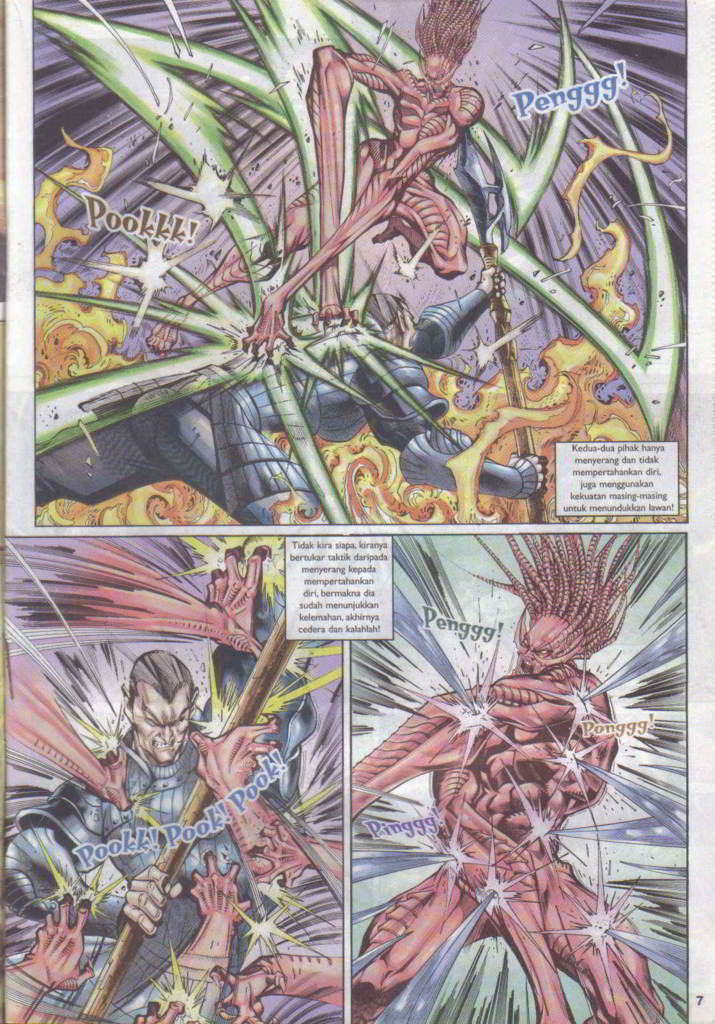 Penggg!
Pookkk!
Kedua-dua pihak hanya
menyerang dan tidak
mempertahankan diri,
juga menggunakan
kekuatan masing-masing
untuk menundukkan lawan!
Tidak kira siapa, kiranya
bertukar taktik daripada
menyerang kepada
mempertahankan
diri, bermakna dia
sudah menunjukkan
kelemahan, akhirnya
cedera dan kalahlah!
Pookk! Pook! Pook!
Penggg!
Ponggg!
Pinggg!
7